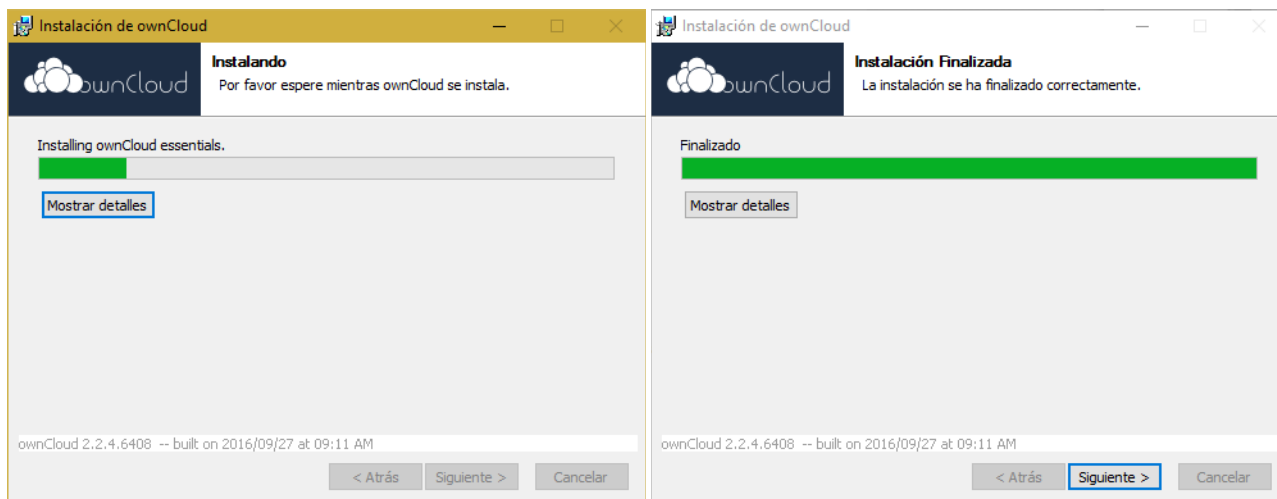 Instalación de ownCloud
ownCloud
Instalando
Por favor espere mientras ownCloud se instala.
Installing ownCloud essentials.
Mostrar detalles
ownCloud 2.2.4.6408 -- built on 2016/09/27 at 09:11 AM
< Atrás
Siguiente >
Cancelar
Instalación de ownCloud
ownCloud
Instalación Finalizada
La instalación se ha finalizado correctamente.
Finalizado
Mostrar detalles
ownCloud 2.2.4.6408 -- built on 2016/09/27 at 09:11 AM
< Atrás
Siguiente >
Cancelar